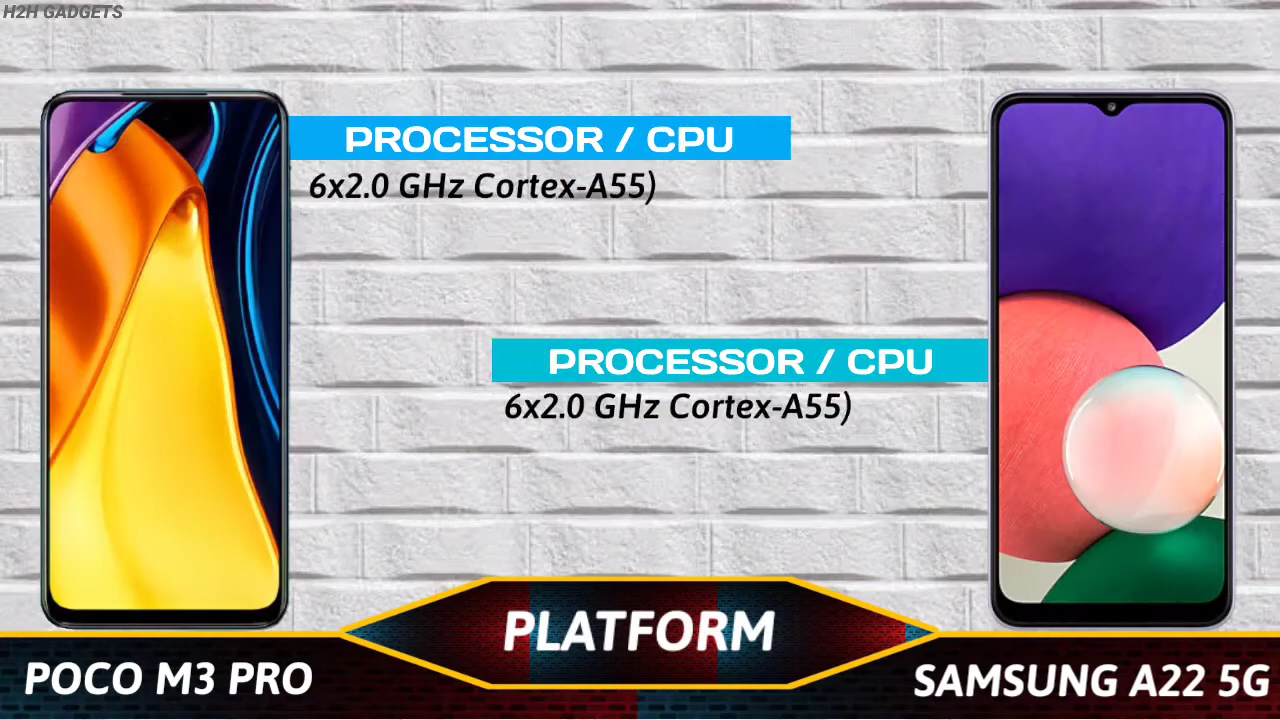 H2H GADGETS
PROCESSOR / CPU
6x2.0 GHz Cortex-A55)
PROCESSOR / CPU
6x2.0 GHz Cortex-A55)
PLATFORM
POCO M3 PRO
SAMSUNG A22 5G